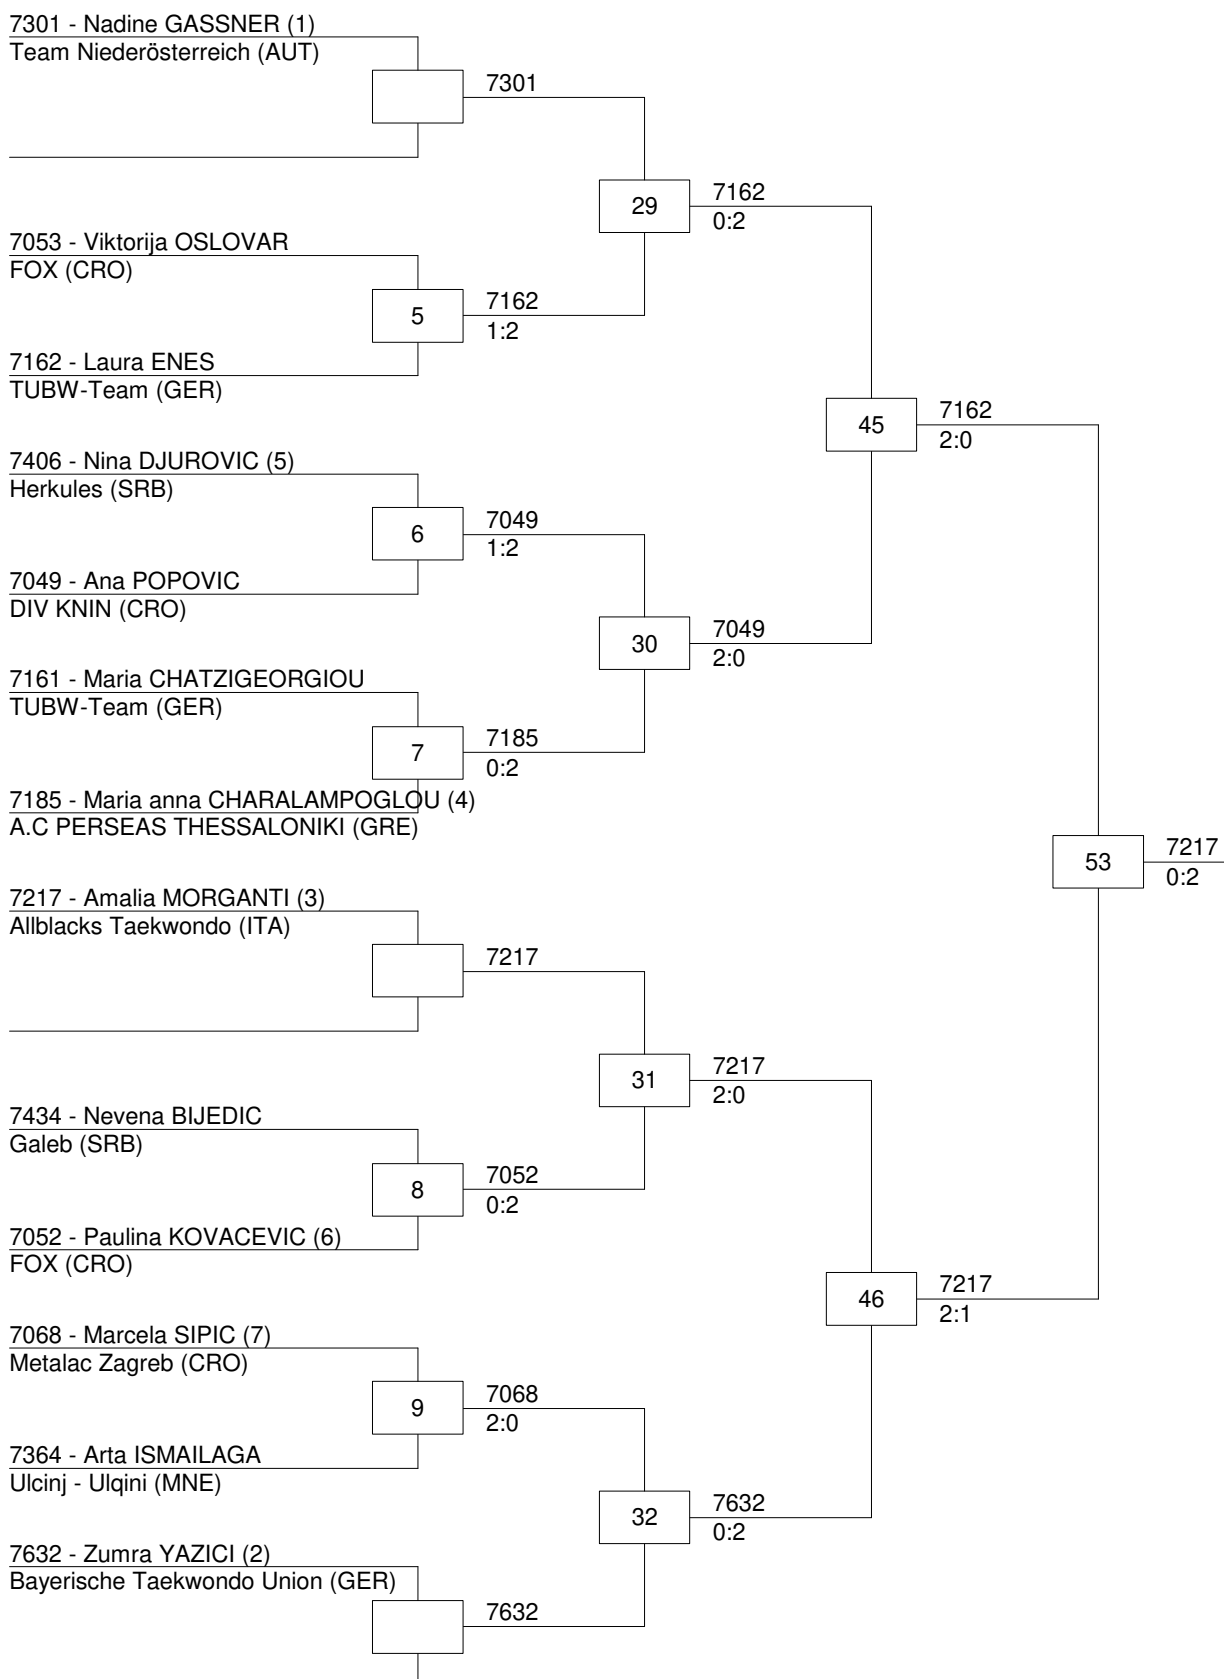 7301 - Nadine GASSNER (1)
Team Niederösterreich (AUT)
7301
29
7162
0:2
7053 - Viktorija OSLOVAR
FOX (CRO)
5
7162
1:2
7162 - Laura ENES
TUBW-Team (GER)
45
7162
2:0
7406 - Nina DJUROVIC (5)
Herkules (SRB)
6
7049
1:2
7049 - Ana POPOVIC
DIV KNIN (CRO)
30
7049
2:0
7161 - Maria CHATZIGEORGIOU
TUBW-Team (GER)
7
7185
0:2
7185 - Maria anna CHARALAMPOGLOU (4)
A.C PERSEAS THESSALONIKI (GRE)
53
7217
0:2
7217 - Amalia MORGANTI (3)
Allblacks Taekwondo (ITA)
7217
31
7217
2:0
7434 - Nevena BIJEDIC
Galeb (SRB)
8
7052
0:2
7052 - Paulina KOVACEVIC (6)
FOX (CRO)
46
7217
2:1
7068 - Marcela SIPIC (7)
Metalac Zagreb (CRO)
9
7068
2:0
7364 - Arta ISMAILAGA
Ulcinj - Ulqini (MNE)
32
7632
0:2
7632 - Zumra YAZICI (2)
Bayerische Taekwondo Union (GER)
7632